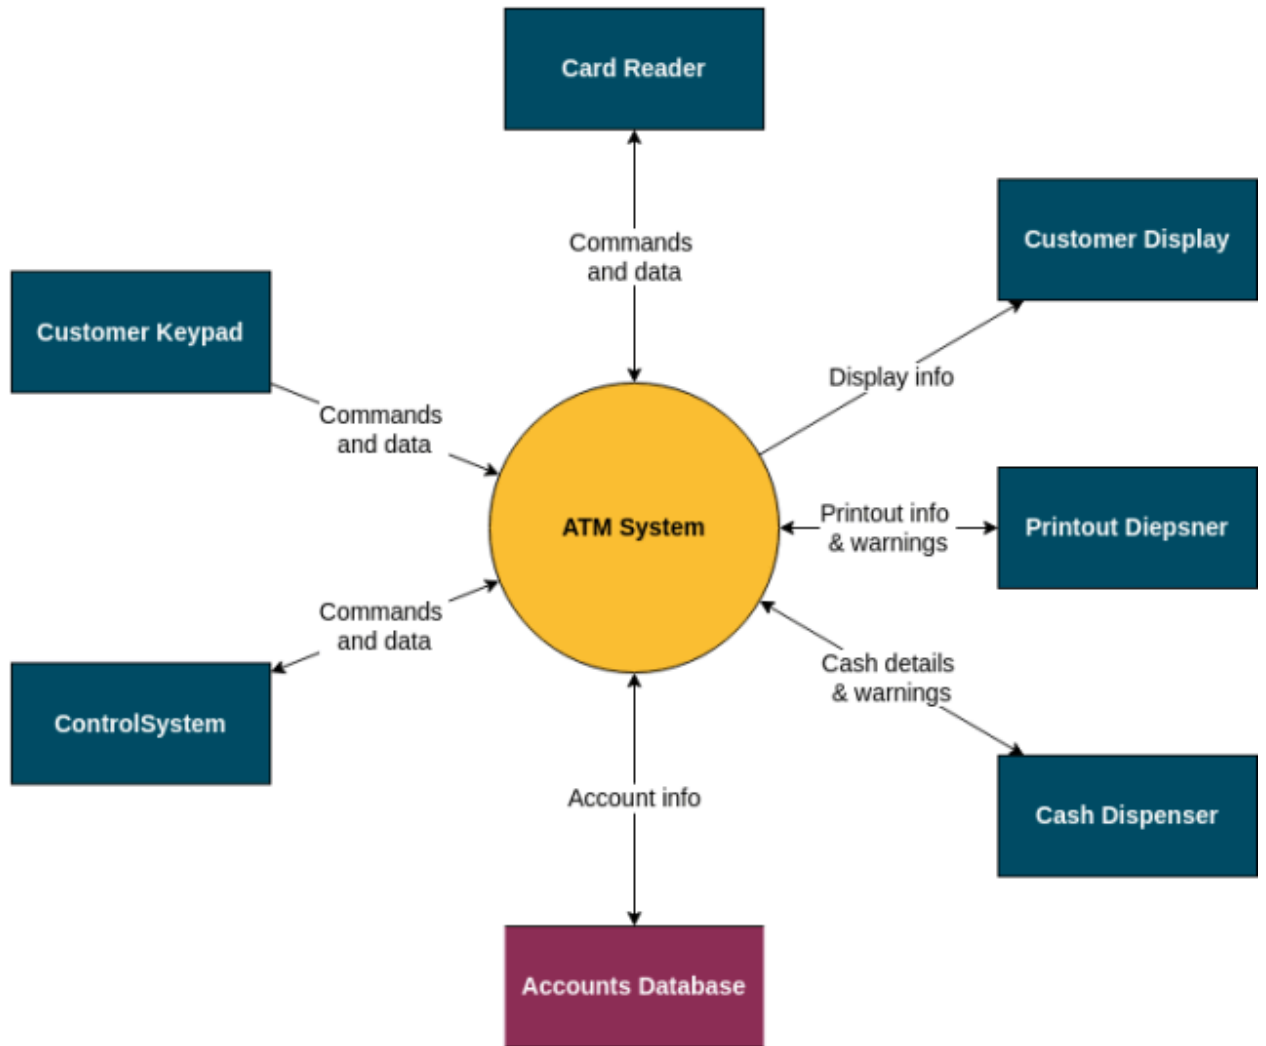 Card Reader
Commands
and data
Customer Display
Customer Keypad
Display info
Commands
and data
ATM System
Printout info
& warnings
Printout Diepsner
Commands
and data
Cash details
& warnings
ControlSystem
Account info
Cash Dispenser
Accounts Database